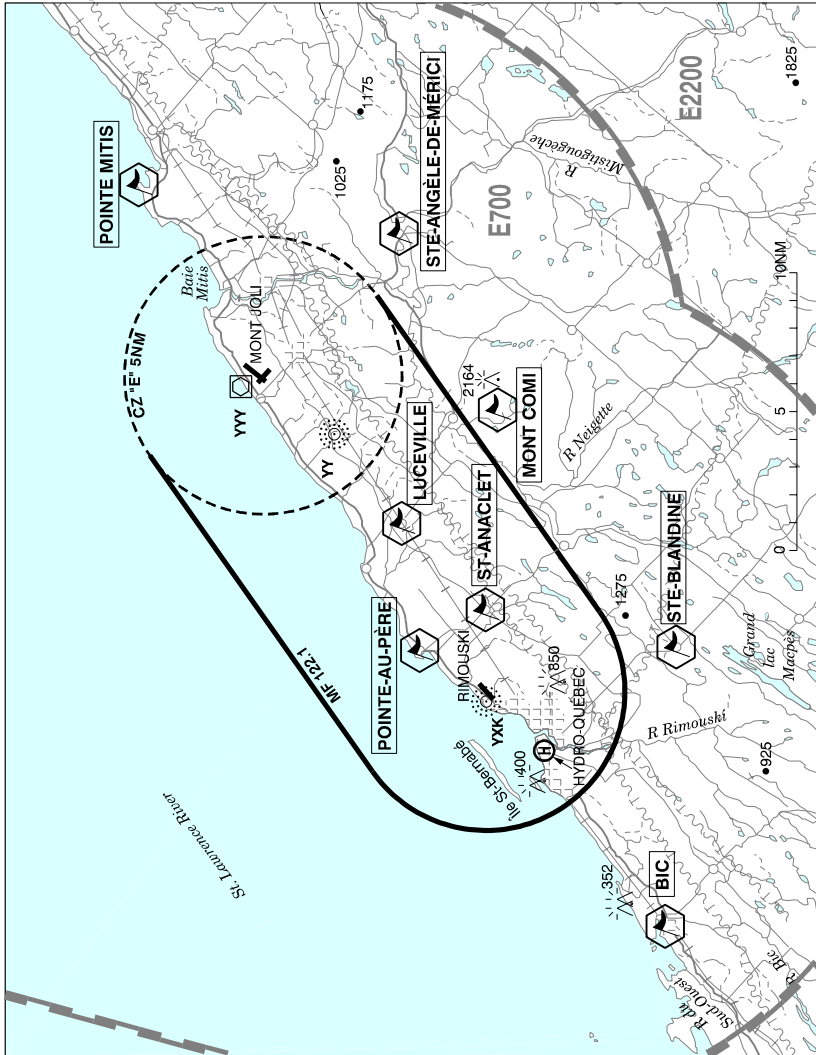 POINTE MITIS
1175
1025
STE-ANGÈLE-DE-MÉRICI
E2200
1825
R
Mistigougèche
E700
Baie
Mitis
MONT JOLI
CZ "E" 5NM
YYY
YY
LUCEVILLE
2164
MONT COMI
R Neigette
10NM
5
0
ST-ANACLET
POINTE-AU-PÈRE
MF 122.1
RIMOUSKI
YXK
1275
STE-BLANDINE
Grand
lac
Macpès
850
HYDRO-QUÉBEC
H
400
Île St-Bernabé
R Rimouski
925
St. Lawrence River
352
BIC
R Bic
R du
Sud-Ouest